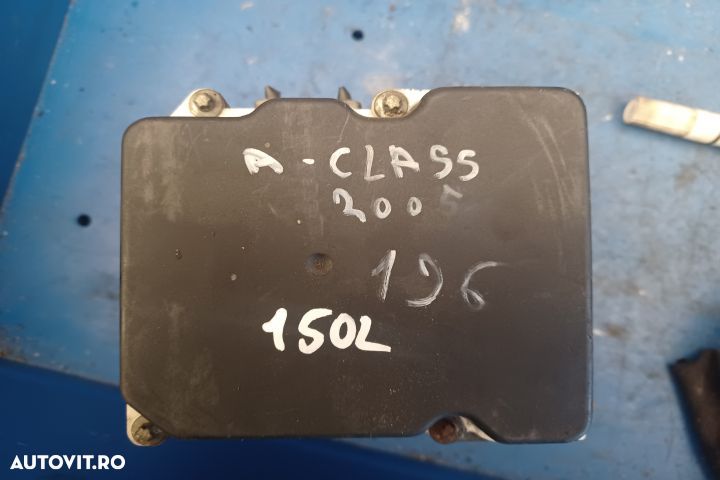 A-CLASS
2005
196
150L
AUTOVIT.RO